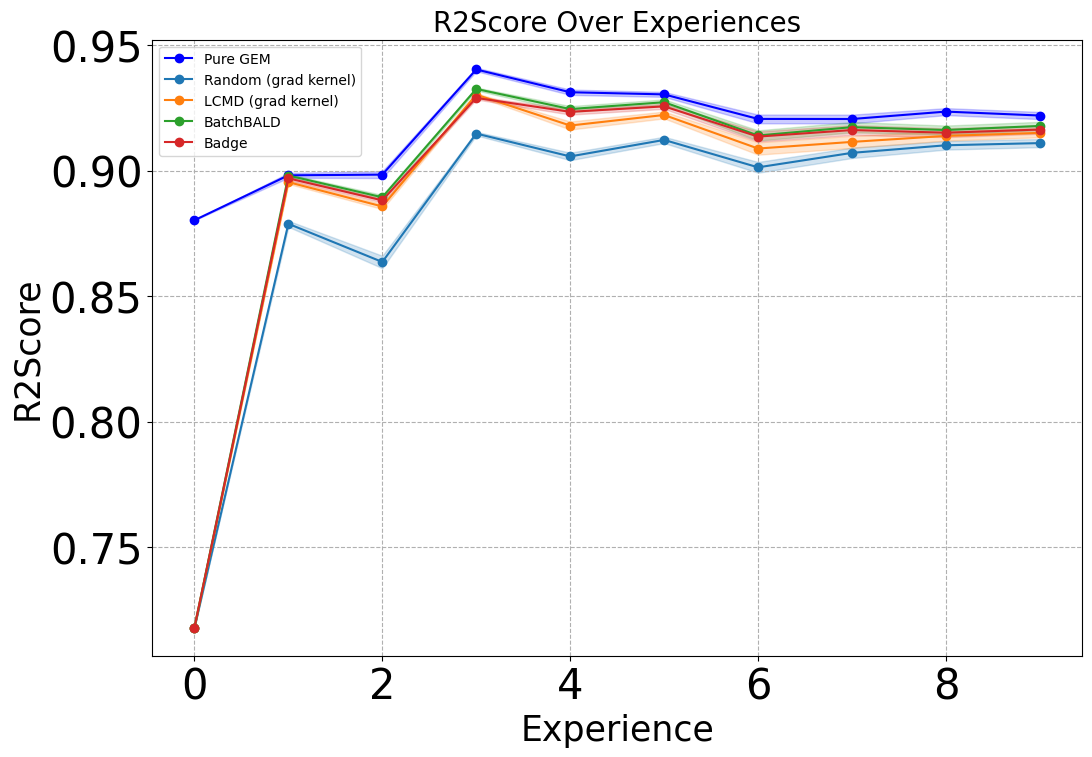 R2Score Over Experiences
0.95
0.90
0.85
0.80
0.75
R2Score
Pure GEM
Random (grad kernel)
LCMD (grad kernel)
BatchBALD
Badge
0 2 4 6 8
Experience